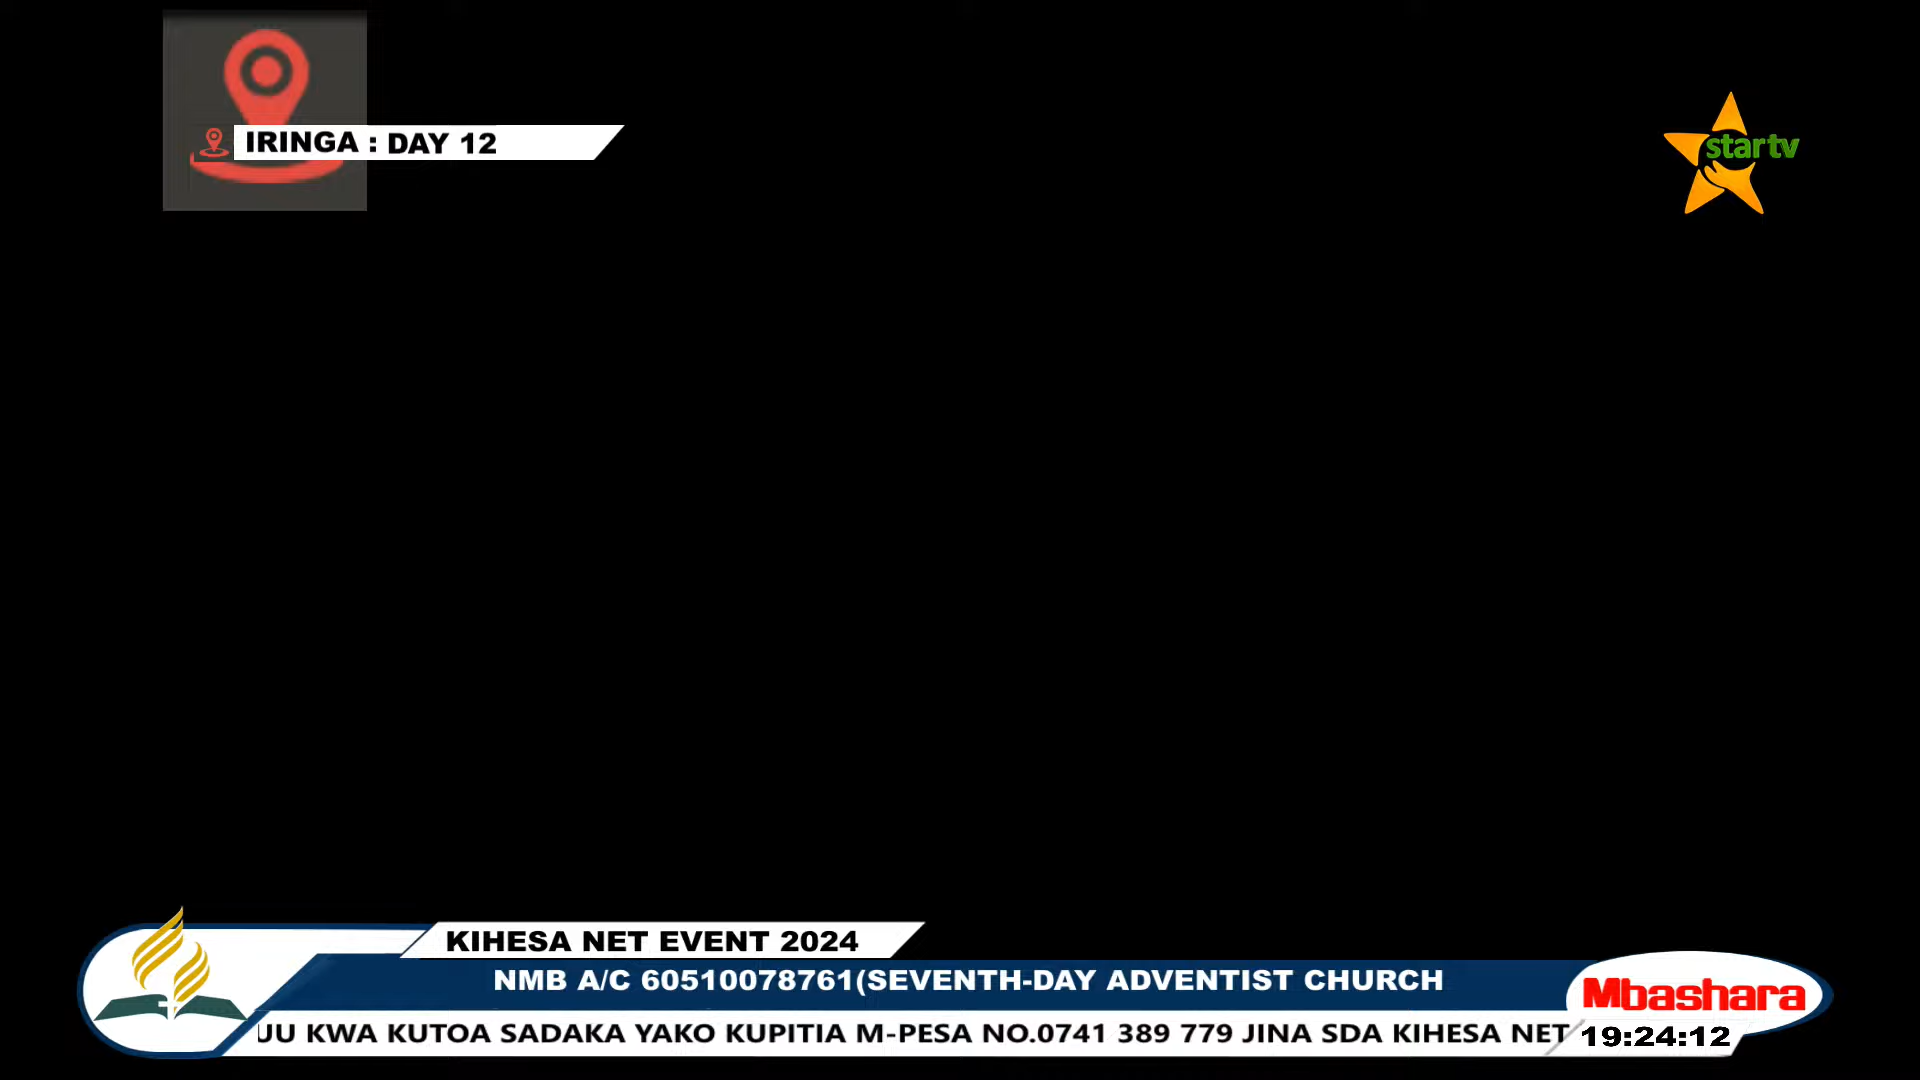 IRINGA : DAY 12
startv
KIHESA NET EVENT 2024
NMB A/C 60510078761(SEVENTH-DAY ADVENTIST CHURCH
KWA KUTOA SADAKA YAKO KUPITIA M-PESA NO.0741 389 779 JINA SDA KIHESA NET
Mbashara
19:24:12